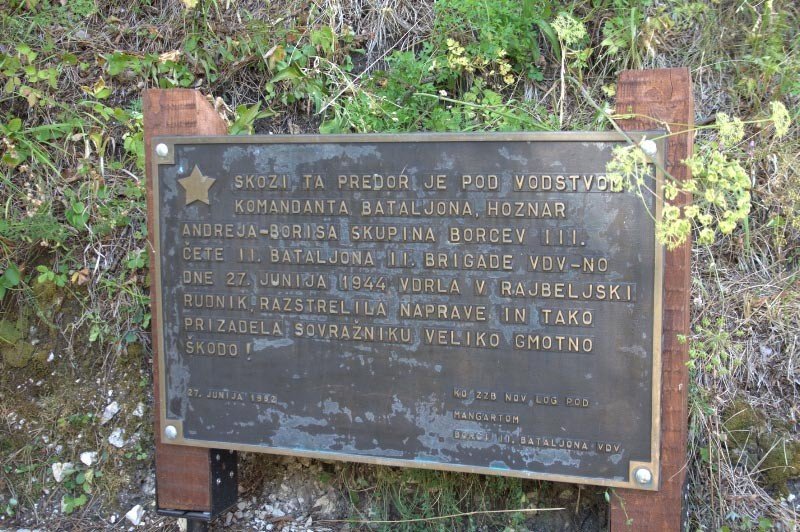 SKOZI TA PREDOR JE POD VODSTVOM
KOMANDANTA BATALJONA, HOZNAR
ANDREJA-BORISA SKUPINA BORCEV III.
ČETE II. BATALJONA II. BRIGADE VDV-NO
DNE 27. JUNIJA 1944 VDRLA V RAJBELJSKI
RUDNIK, RAZSTRELILA NAPRAVE IN TAKO
PRIZADELA SOVRAŽNIKU VELIKO GMOTNO
ŠKODO !
27. JUNIJA 1992
KO ZZB NOV LOG POD
MANGARTOM
BORCI II. BATALJONA VDV